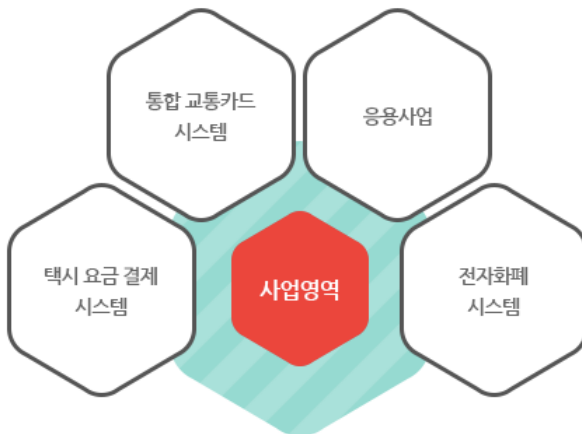 통합 교통카드
시스템
응용사업
택시 요금 결제
시스템
사업영역
전자화폐
시스템